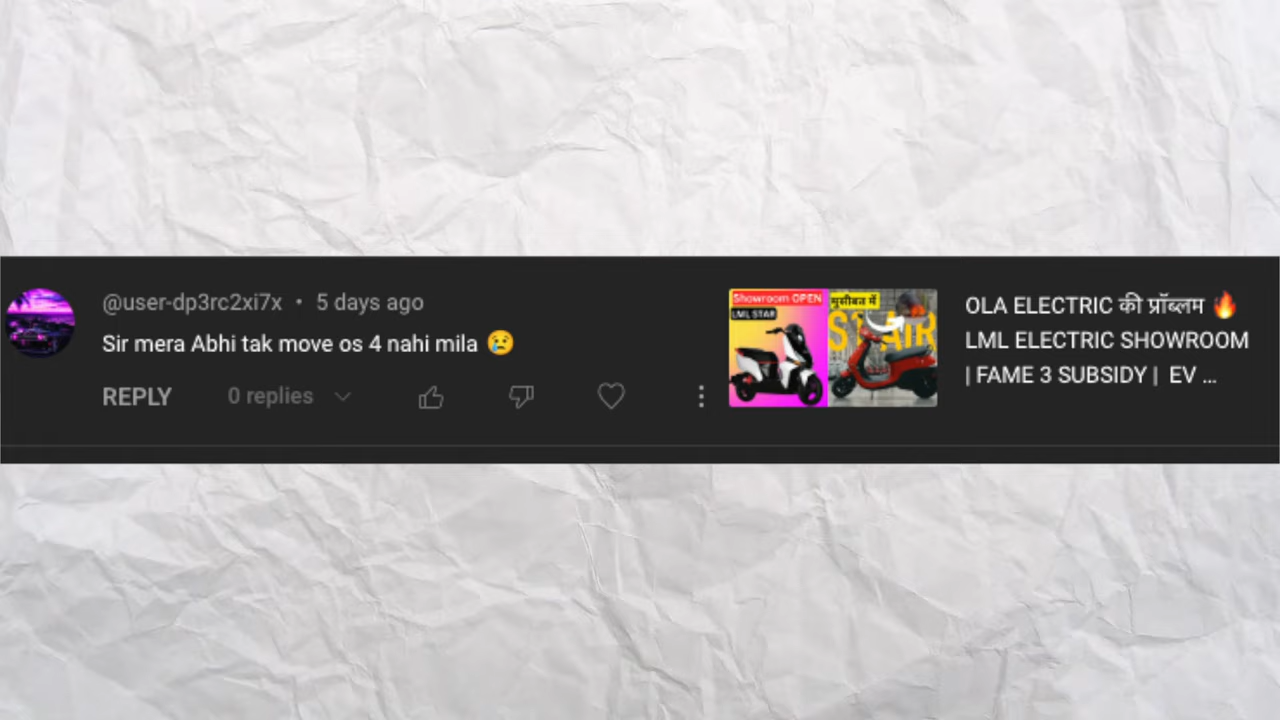 @user-dp3rc2xi7x • 5 days ago
Sir mera Abhi tak move os 4 nahi mila 😢
REPLY 0 replies
Showroom OPEN
LML STAR
मुसीबत में
OLA ELECTRIC की प्रॉब्लम 🔥
LML ELECTRIC SHOWROOM
| FAME 3 SUBSIDY | EV ...